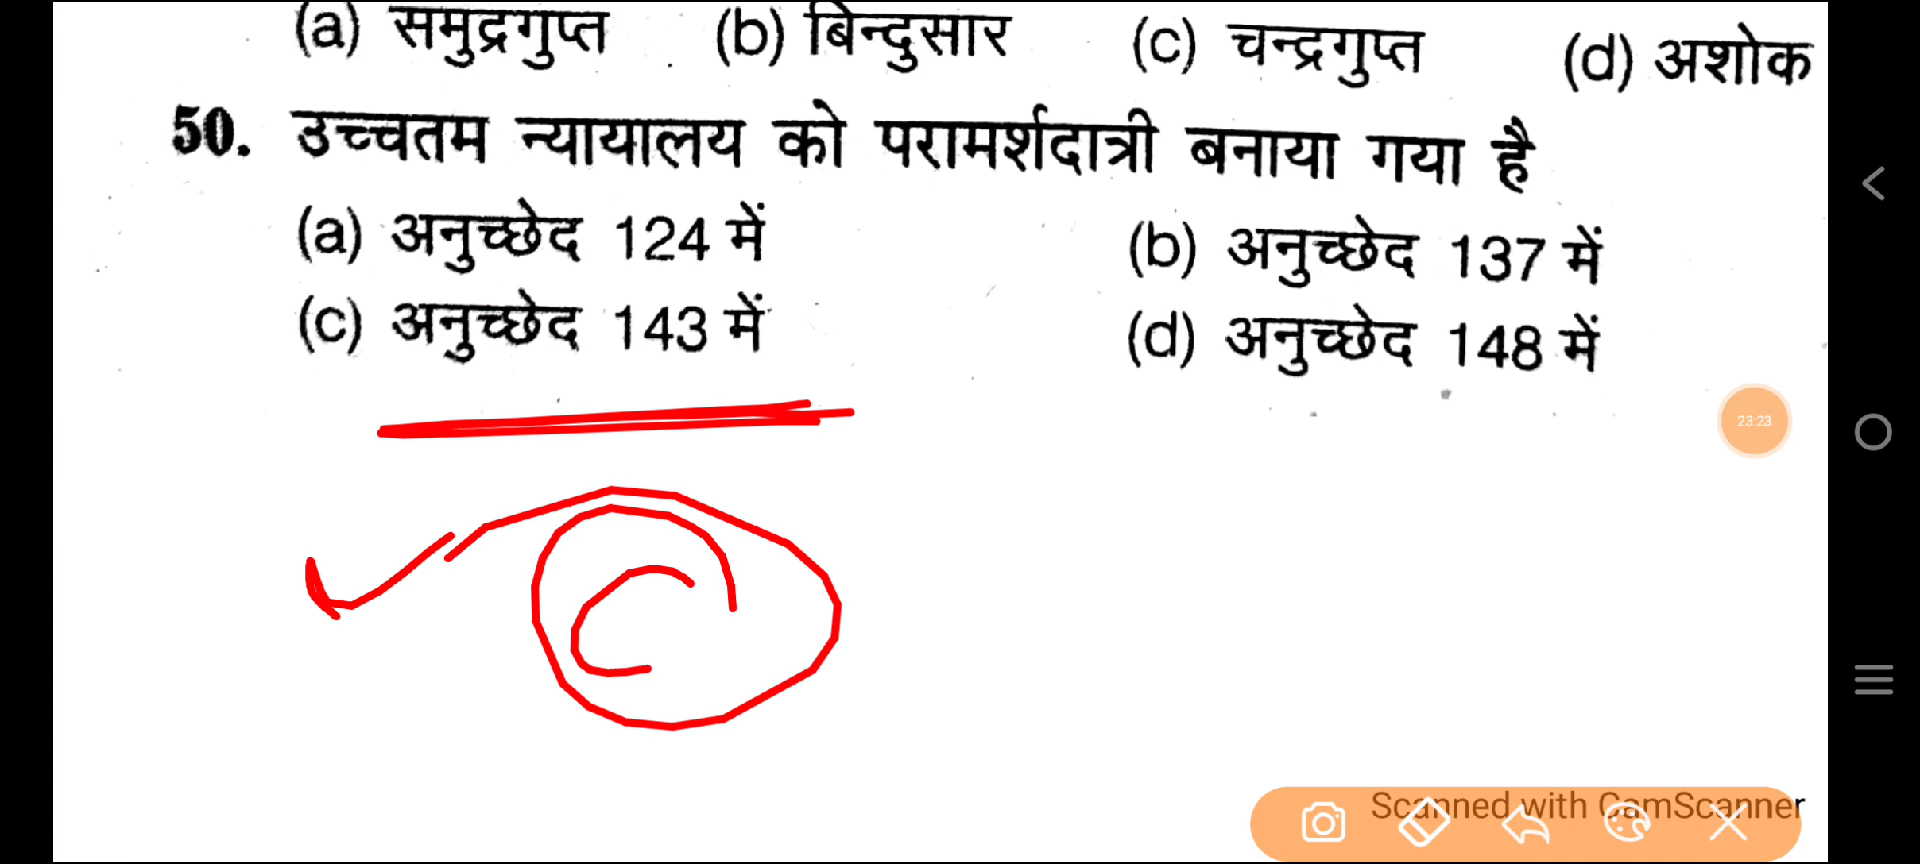 (a) समुद्रगुप्त (b) बिन्दुसार (c) चन्द्रगुप्त (d) अशोक
50. उच्चतम न्यायालय को परामर्शदात्री बनाया गया है
(a) अनुच्छेद 124 में (b) अनुच्छेद 137 में
(c) अनुच्छेद 143 में (d) अनुच्छेद 148 में
23:23
C
Scanned with CamScanner